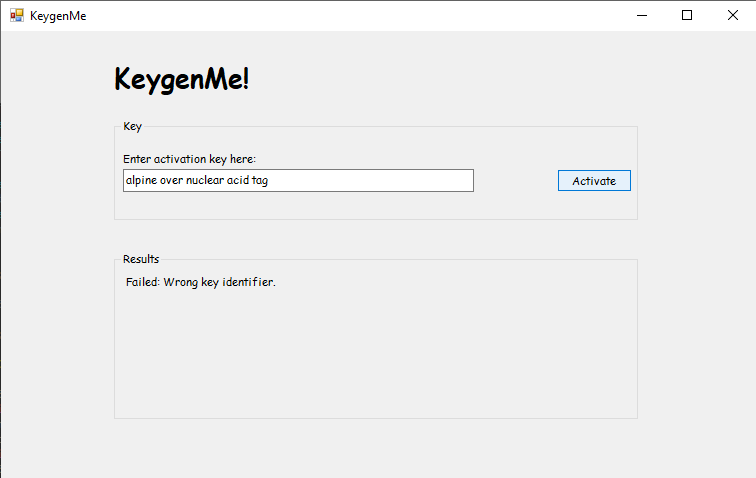 KeygenMe
KeygenMe!
Key
Enter activation key here:
alpine over nuclear acid tag
Activate
Results
Failed: Wrong key identifier.